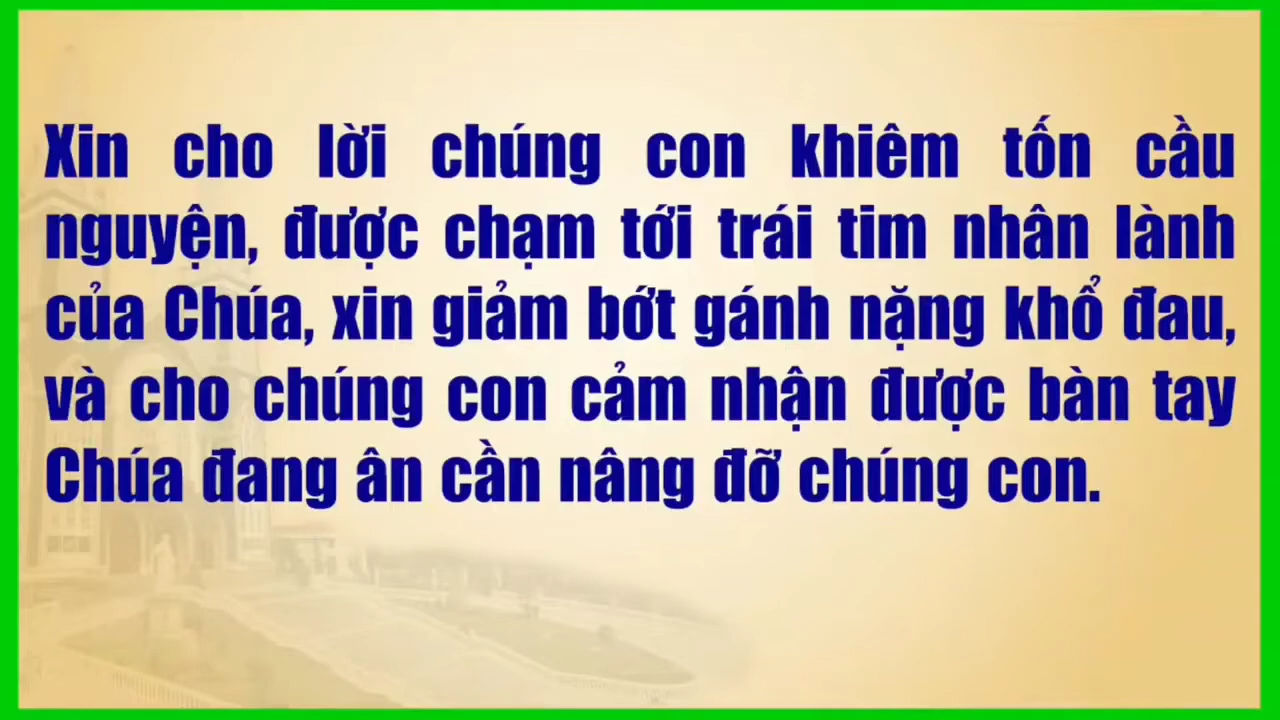 Xin cho lời chúng con khiêm tốn cầu
nguyện, được chạm tới trái tim nhân lành
của Chúa, xin giảm bớt gánh nặng khổ đau,
và cho chúng con cảm nhận được bàn tay
Chúa đang ân cần nâng đỡ chúng con.